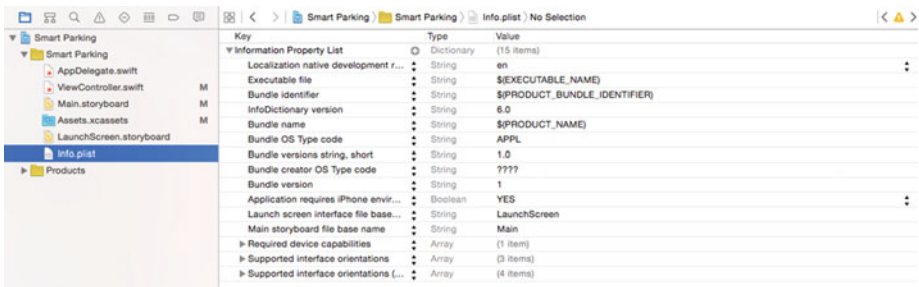 Smart Parking
Smart Parking
AppDelegate.swift
ViewController.swift M
Main.storyboard M
Assets.xcassets M
LaunchScreen.storyboard
Info.plist
Products
Smart Parking Smart Parking Info.plist No Selection
Key Type Value
Information Property List Dictionary (15 items)
Localization native development r... String en
Executable file String $(EXECUTABLE_NAME)
Bundle identifier String $(PRODUCT_BUNDLE_IDENTIFIER)
InfoDictionary version String 6.0
Bundle name String $(PRODUCT_NAME)
Bundle OS Type code String APPL
Bundle versions string, short String 1.0
Bundle creator OS Type code String ????
Bundle version String 1
Application requires iPhone envir... Boolean YES
Launch screen interface file base... String LaunchScreen
Main storyboard file base name String Main
Required device capabilities Array (1 item)
Supported interface orientations Array (3 items)
Supported interface orientations (... Array (4 items)